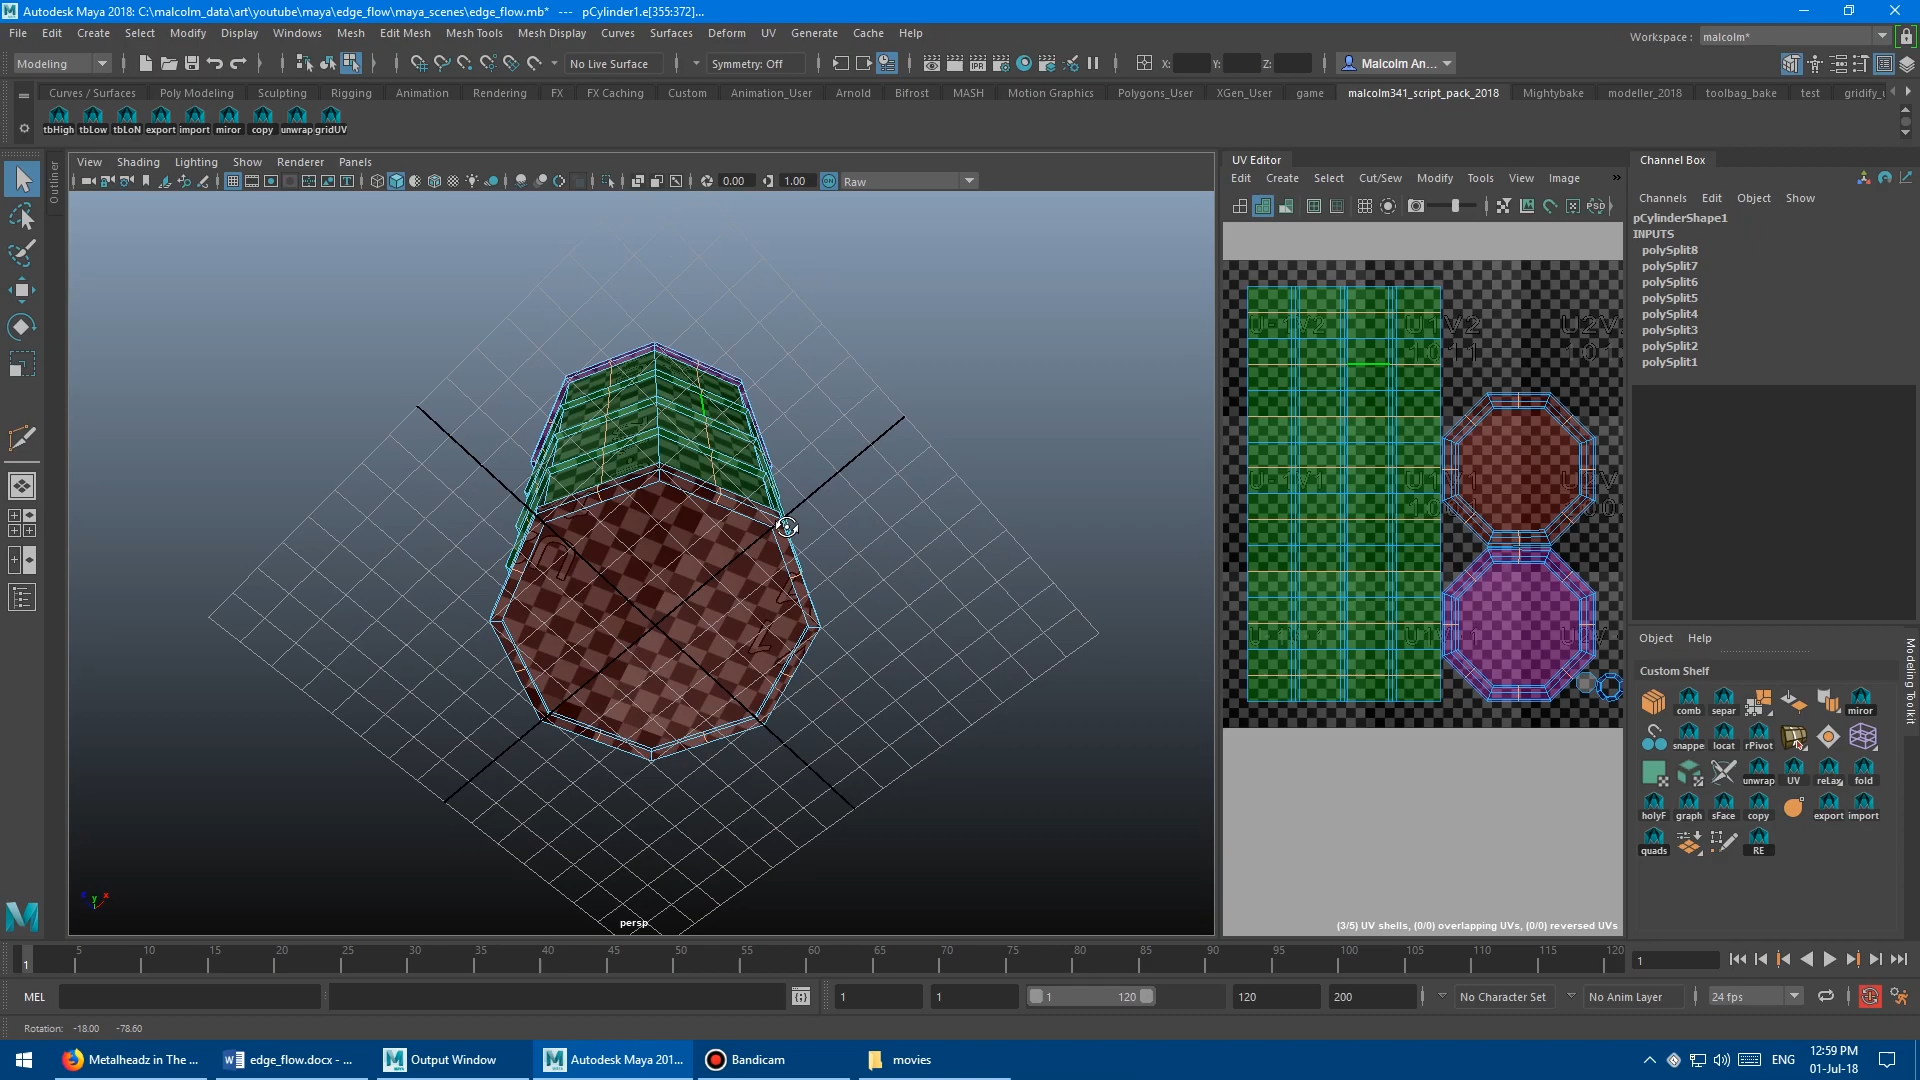 Autodesk Maya 2018: C:\malcolm_data\art\youtube\maya\edge_flow\maya_scenes\edge_flow.mb* --- pCylinder1.e[355:372]...
File Edit Create Select Modify Display Windows Mesh Edit Mesh Mesh Tools Mesh Display Curves Surfaces Deform UV Generate Cache Help
Workspace : malcolm*
Modeling No Live Surface Symmetry: Off X: Y: Z: Malcolm An...
Curves / Surfaces Poly Modeling Sculpting Rigging Animation Rendering FX FX Caching Custom Animation_User Arnold Bifrost MASH Motion Graphics Polygons_User XGen_User game malcolm341_script_pack_2018 Mightybake modeller_2018 toolbag_bake test gridify_u
tbHigh tbLow tbLoN export import miror copy unwrap gridUV
Outliner
View Shading Lighting Show Renderer Panels
0.00 1.00 Raw
persp
UV Editor
Edit Create Select Cut/Sew Modify Tools View Image »
PSD
(3/5) UV shells, (0/0) overlapping UVs, (0/0) reversed UVs
Channel Box
Channels Edit Object Show
pCylinderShape1
INPUTS
polySplit8
polySplit7
polySplit6
polySplit5
polySplit4
polySplit3
polySplit2
polySplit1
Object Help
Custom Shelf
comb separ miror
snappe locat rPivot
unwrap UV reLax fold
holyF graph sFace copy export import
quads RE
Modeling Toolkit
5 10 15 20 25 30 35 40 45 50 55 60 65 70 75 80 85 90 95 100 105 110 115 120
1 1
MEL 1 1 1 120 120 200 No Character Set No Anim Layer 24 fps
Rotation: -18.00 -78.60
Metalheadz in The ... edge_flow.docx - ... Output Window Autodesk Maya 201... Bandicam movies ENG 12:59 PM
01-Jul-18